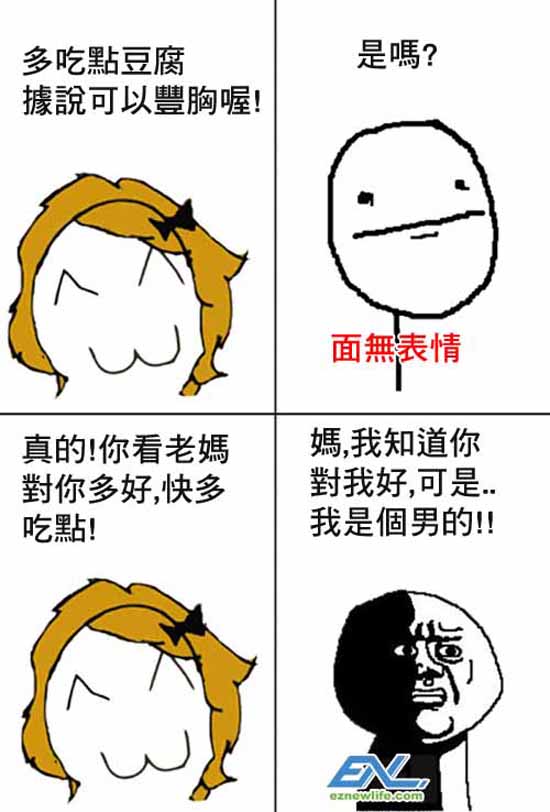 多吃點豆腐
據說可以豐胸喔!
是嗎?
面無表情
真的!你看老媽
對你多好,快多
吃點!
媽,我知道你
對我好,可是..
我是個男的!!
ENL
eznewlife.com